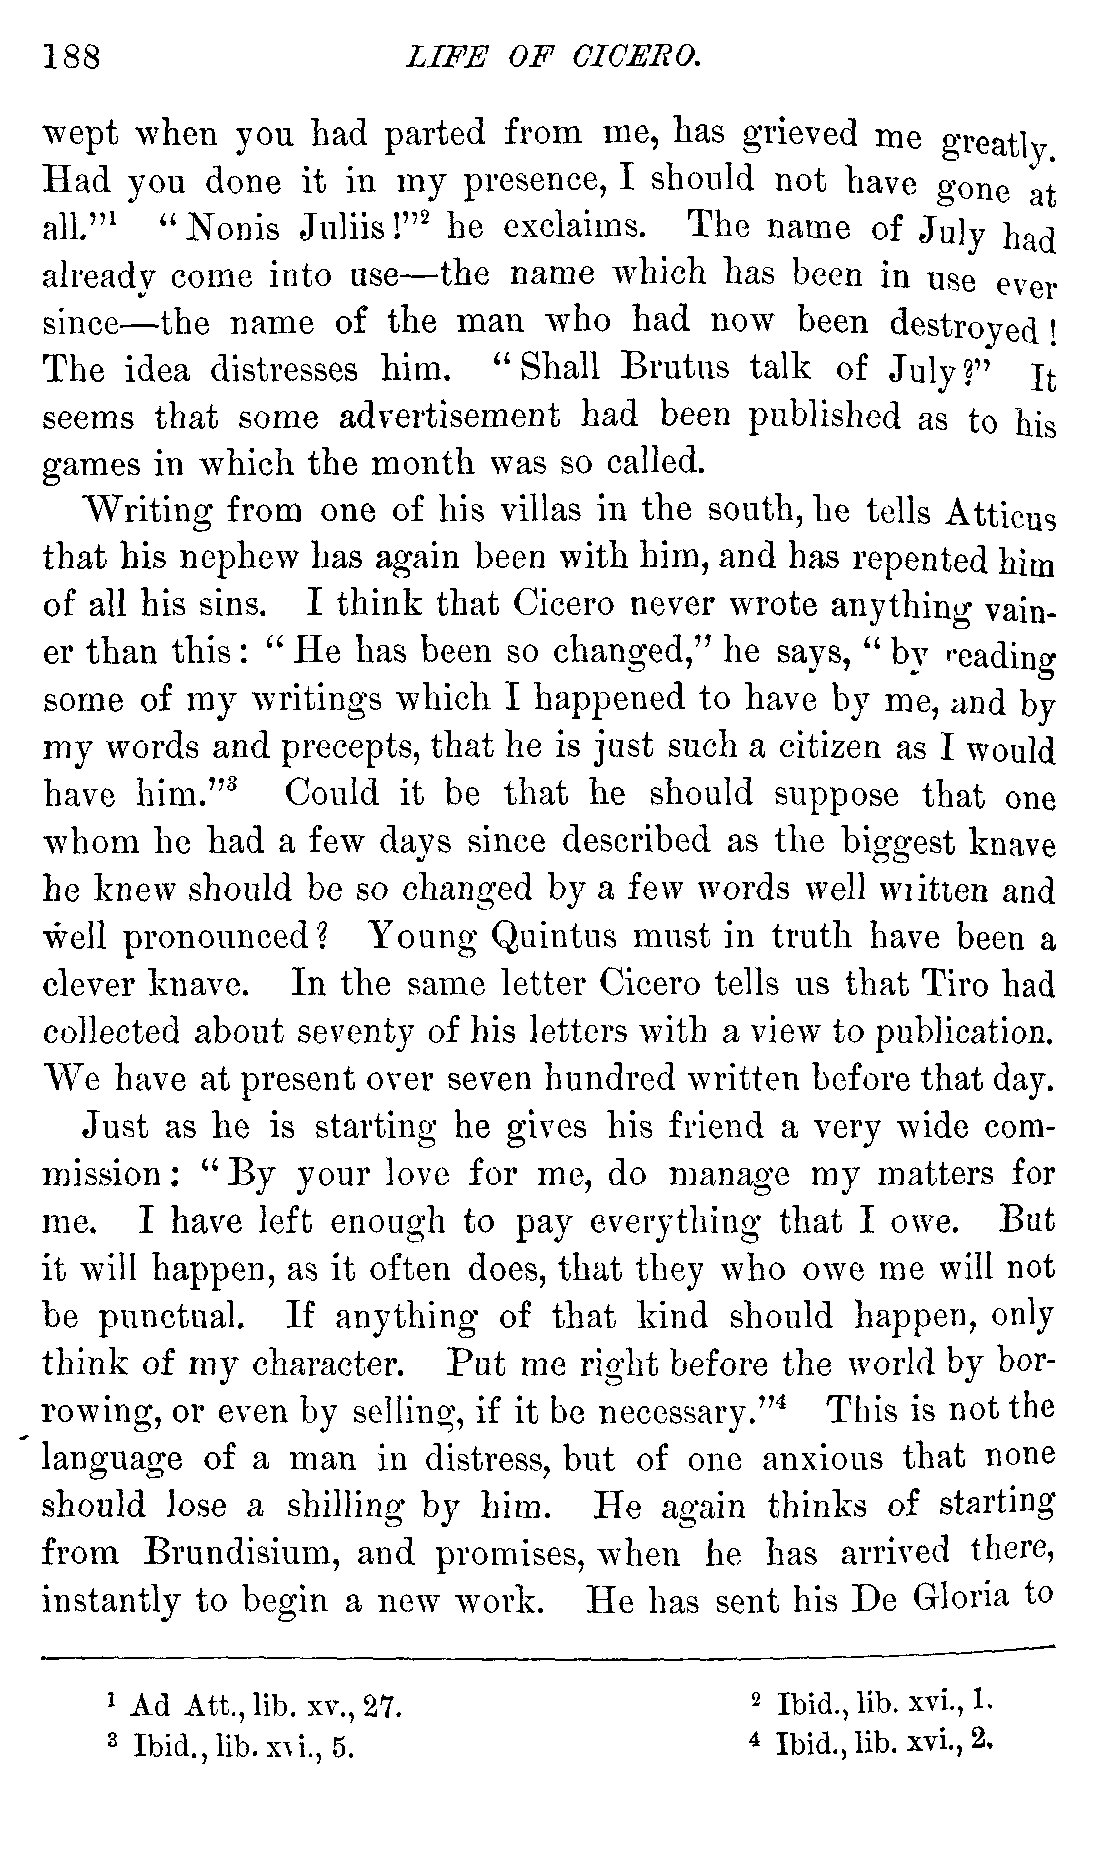 188 LIFE OF CICERO.
wept when you had parted from me, has grieved me greatly.
Had you done it in my presence, I should not have gone at
all.”¹ “Nonis Juliis!”² he exclaims. The name of July had
already come into use—the name which has been in use ever
since—the name of the man who had now been destroyed!
The idea distresses him. “Shall Brutus talk of July?” It
seems that some advertisement had been published as to his
games in which the month was so called.
Writing from one of his villas in the south, he tells Atticus
that his nephew has again been with him, and has repented him
of all his sins. I think that Cicero never wrote anything vain-
er than this: “He has been so changed,” he says, “by reading
some of my writings which I happened to have by me, and by
my words and precepts, that he is just such a citizen as I would
have him.”³ Could it be that he should suppose that one
whom he had a few days since described as the biggest knave
he knew should be so changed by a few words well written and
well pronounced? Young Quintus must in truth have been a
clever knave. In the same letter Cicero tells us that Tiro had
collected about seventy of his letters with a view to publication.
We have at present over seven hundred written before that day.
Just as he is starting he gives his friend a very wide com-
mission: “By your love for me, do manage my matters for
me. I have left enough to pay everything that I owe. But
it will happen, as it often does, that they who owe me will not
be punctual. If anything of that kind should happen, only
think of my character. Put me right before the world by bor-
rowing, or even by selling, if it be necessary.”⁴ This is not the
language of a man in distress, but of one anxious that none
should lose a shilling by him. He again thinks of starting
from Brundisium, and promises, when he has arrived there,
instantly to begin a new work. He has sent his De Gloria to
¹ Ad Att., lib. xv., 27. ² Ibid., lib. xvi., 1.
³ Ibid., lib. xvi., 5. ⁴ Ibid., lib. xvi., 2.